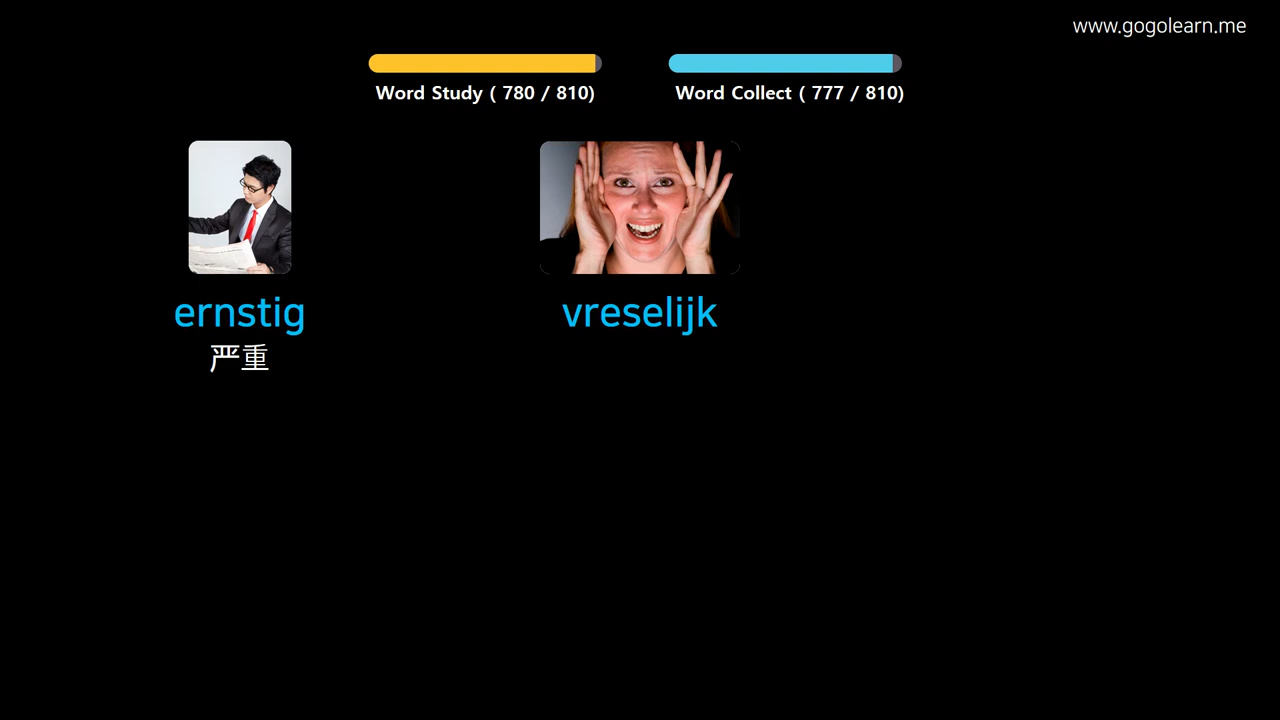 www.gogolearn.me
Word Study ( 780 / 810)
Word Collect ( 777 / 810)
ernstig
vreselijk
严重